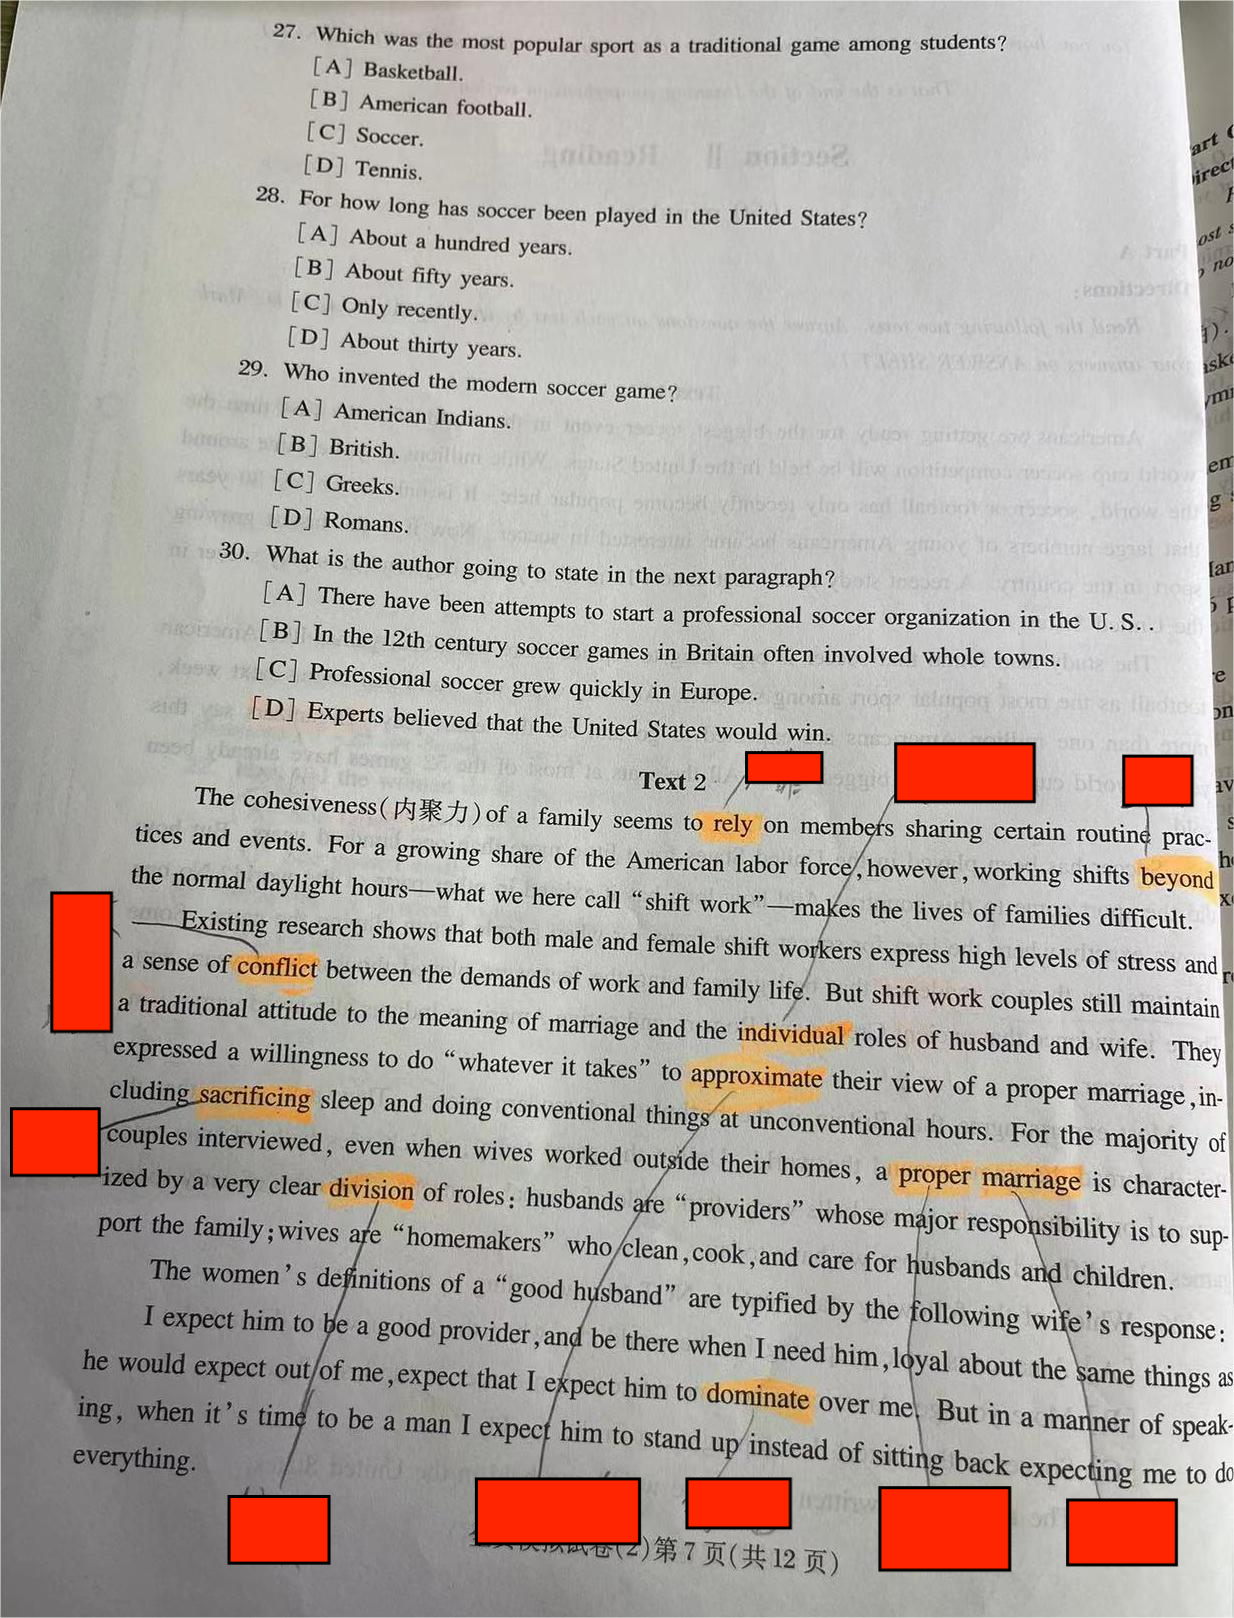 27. Which was the most popular sport as a traditional game among students?
[A] Basketball.
[B] American football.
[C] Soccer.
[D] Tennis.
28. For how long has soccer been played in the United States?
[A] About a hundred years.
[B] About fifty years.
[C] Only recently.
[D] About thirty years.
29. Who invented the modern soccer game?
[A] American Indians.
[B] British.
[C] Greeks.
[D] Romans.
30. What is the author going to state in the next paragraph?
[A] There have been attempts to start a professional soccer organization in the U. S. .
[B] In the 12th century soccer games in Britain often involved whole towns.
[C] Professional soccer grew quickly in Europe.
[D] Experts believed that the United States would win.
Text 2
The cohesiveness(内聚力)of a family seems to rely on members sharing certain routine prac-
tices and events. For a growing share of the American labor force, however, working shifts beyond
the normal daylight hours—what we here call "shift work"—makes the lives of families difficult.
Existing research shows that both male and female shift workers express high levels of stress and
a sense of conflict between the demands of work and family life. But shift work couples still maintain
a traditional attitude to the meaning of marriage and the individual roles of husband and wife. They
expressed a willingness to do "whatever it takes" to approximate their view of a proper marriage, in-
cluding sacrificing sleep and doing conventional things at unconventional hours. For the majority of
couples interviewed, even when wives worked outside their homes, a proper marriage is character-
ized by a very clear division of roles: husbands are "providers" whose major responsibility is to sup-
port the family; wives are "homemakers" who clean, cook, and care for husbands and children.
The women's definitions of a "good husband" are typified by the following wife's response:
I expect him to be a good provider, and be there when I need him, loyal about the same things as
he would expect out of me, expect that I expect him to dominate over me. But in a manner of speak-
ing, when it's time to be a man I expect him to stand up instead of sitting back expecting me to do
everything.
(2)第 7 页(共 12 页)